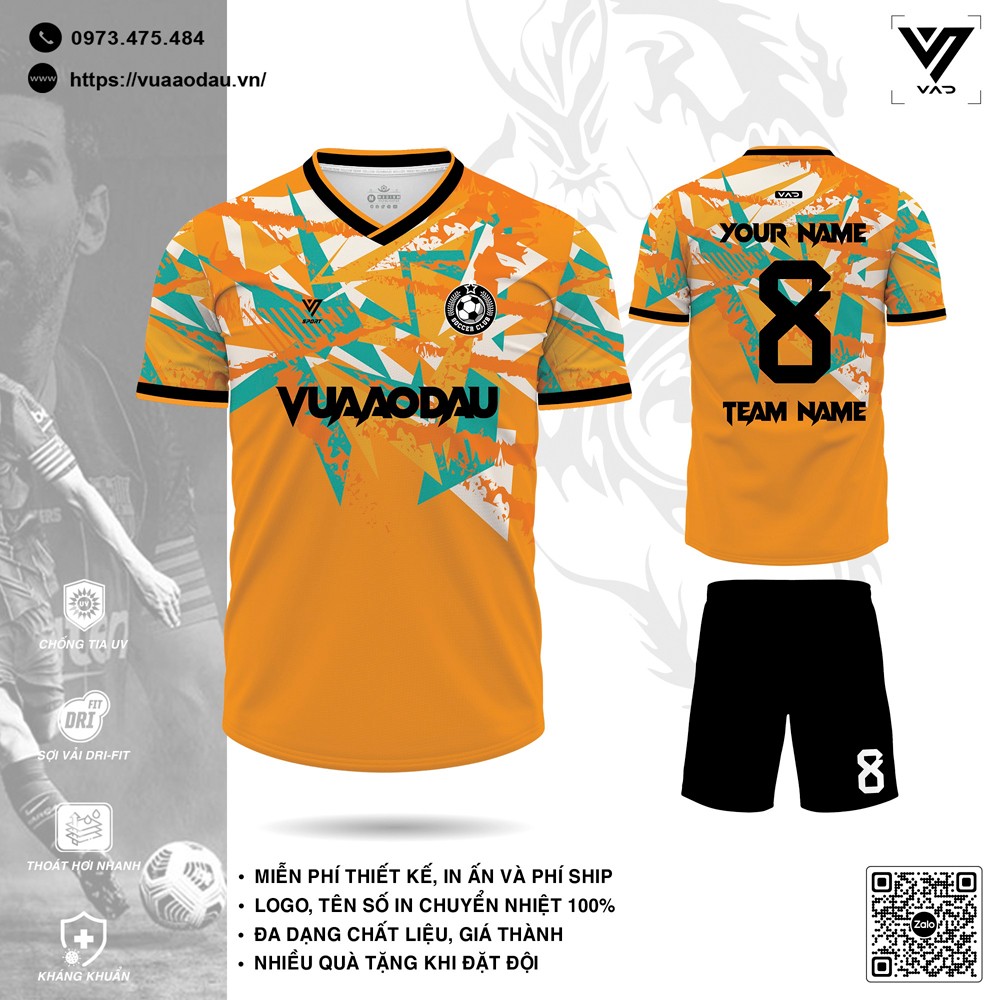 0973.475.484
www
https://vuaaodau.vn/
VAD
M
VAD
YOUR NAME
8
TEAM NAME
SPORT
SOCCER CLUB
VUAAODAU
8
UV
CHỐNG TIA UV
FIT
DRI
SỢI VẢI DRI-FIT
THOÁT HƠI NHANH
KHÁNG KHUẨN
• MIỄN PHÍ THIẾT KẾ, IN ẤN VÀ PHÍ SHIP
• LOGO, TÊN SỐ IN CHUYỂN NHIỆT 100%
• ĐA DẠNG CHẤT LIỆU, GIÁ THÀNH
• NHIỀU QUÀ TẶNG KHI ĐẶT ĐỘI
Zalo